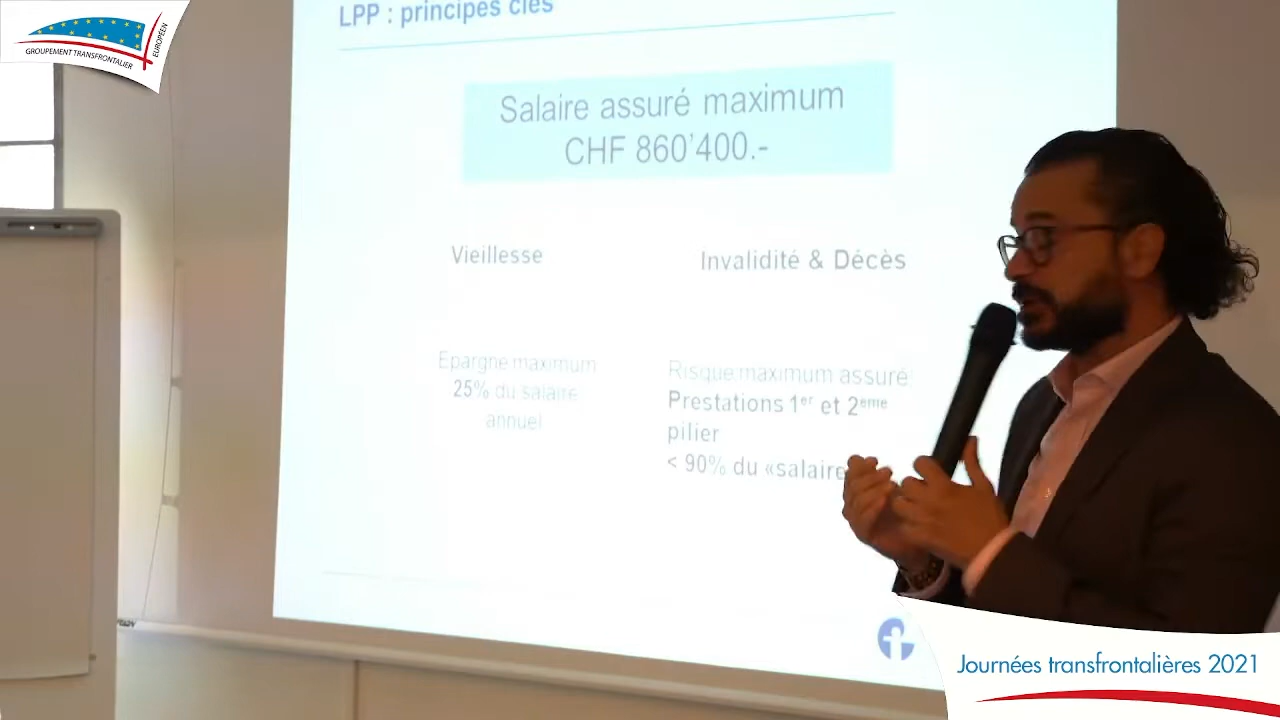 GROUPEMENT TRANSFRONTALIER
EUROPÉEN
LPP : principes clés
Salaire assuré maximum
CHF 860'400.-
Vieillesse
Invalidité & Décès
Epargne maximum
25% du salaire
annuel
Risque maximum assuré
Prestations 1er et 2eme
pilier
< 90% du «salaire
Journées transfrontalières 2021